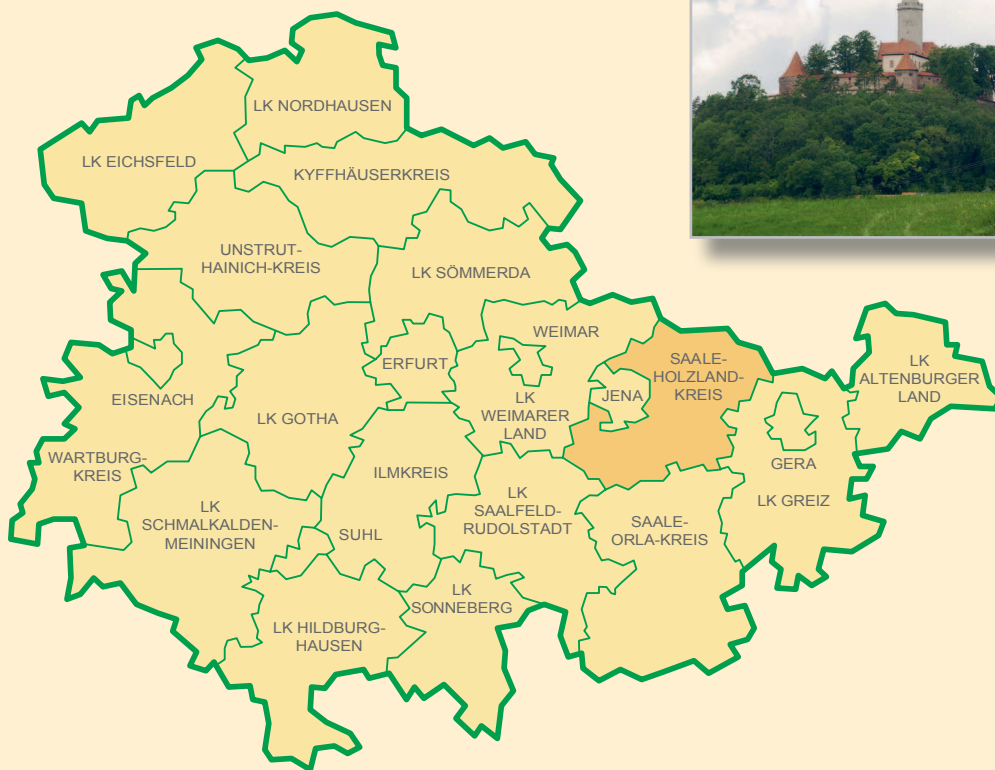 LK NORDHAUSEN
LK EICHSFELD
KYFFHÄUSERKREIS
UNSTRUT-
HAINICH-KREIS
LK SÖMMERDA
WEIMAR
ERFURT
SAALE-
HOLZLAND-
KREIS
LK
ALTENBURGER
LAND
JENA
EISENACH
LK GOTHA
LK
WEIMARER
LAND
WARTBURG-
KREIS
ILMKREIS
GERA
LK GREIZ
LK
SCHMALKALDEN-
MEININGEN
SUHL
LK
SAALFELD-
RUDOLSTADT
SAALE-
ORLA-KREIS
LK
SONNEBERG
LK HILDBURG-
HAUSEN